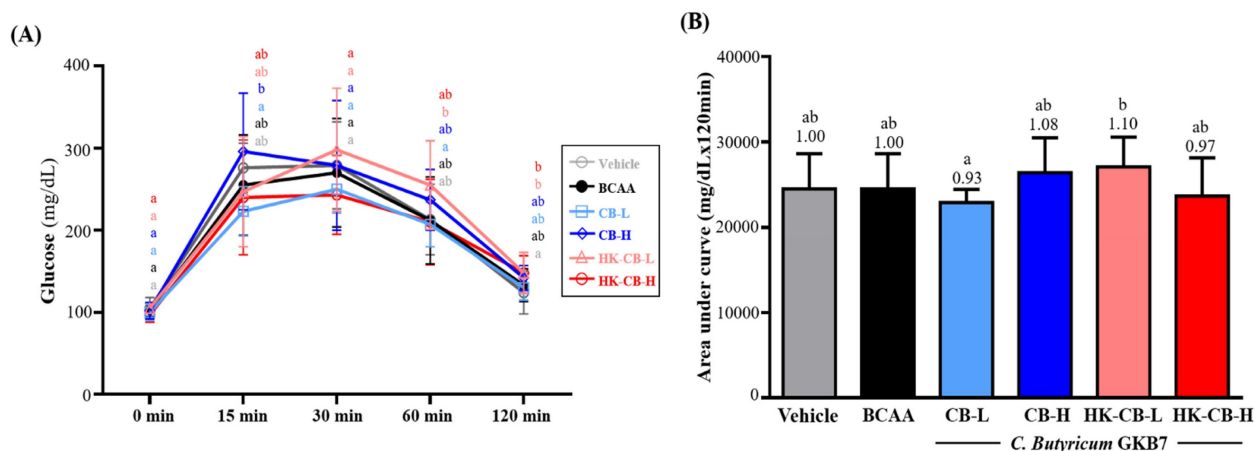 (A)
Glucose (mg/dL)
400
300
200
100
0
a
a
a
a
a
a
ab
ab
b
a
ab
ab
a
a
a
a
a
a
ab
b
ab
a
ab
ab
b
b
ab
ab
ab
a
0 min 15 min 30 min 60 min 120 min
Vehicle
BCAA
CB-L
CB-H
HK-CB-L
HK-CB-H
(B)
Area under curve (mg/dLx120min)
40000
30000
20000
10000
0
ab
1.00
ab
1.00
a
0.93
ab
1.08
b
1.10
ab
0.97
Vehicle BCAA CB-L CB-H HK-CB-L HK-CB-H
C. Butyricum GKB7